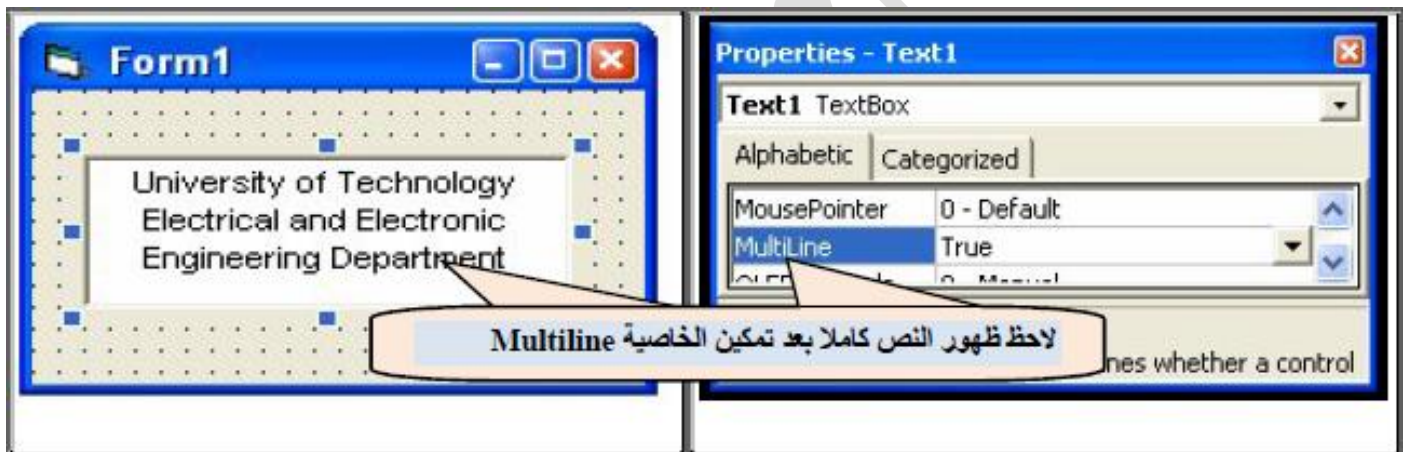 Form1
University of Technology
Electrical and Electronic
Engineering Department
Properties - Text1
Text1 TextBox
Alphabetic Categorized
MousePointer 0 - Default
MultiLine True
لاحظ ظهور النص كاملا بعد تمكين الخاصية Multiline
whether a control